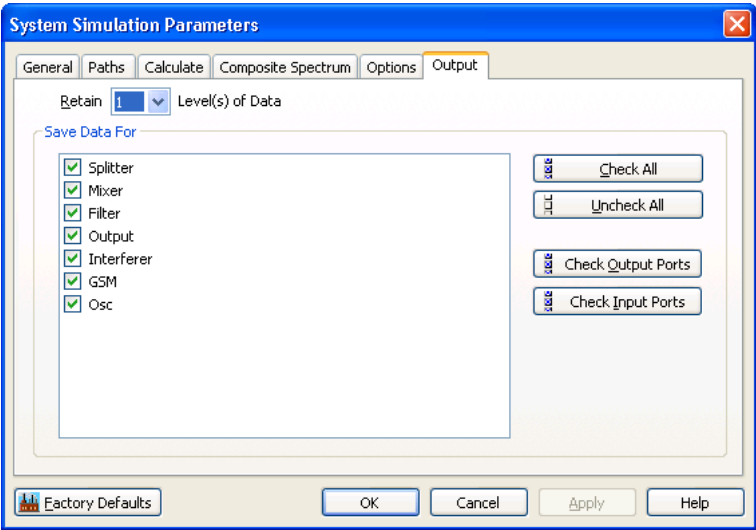 System Simulation Parameters
General Paths Calculate Composite Spectrum Options Output
Retain 1 Level(s) of Data
Save Data For
Splitter
Mixer
Filter
Output
Interferer
GSM
Osc
Check All
Uncheck All
Check Output Ports
Check Input Ports
Factory Defaults OK Cancel Apply Help